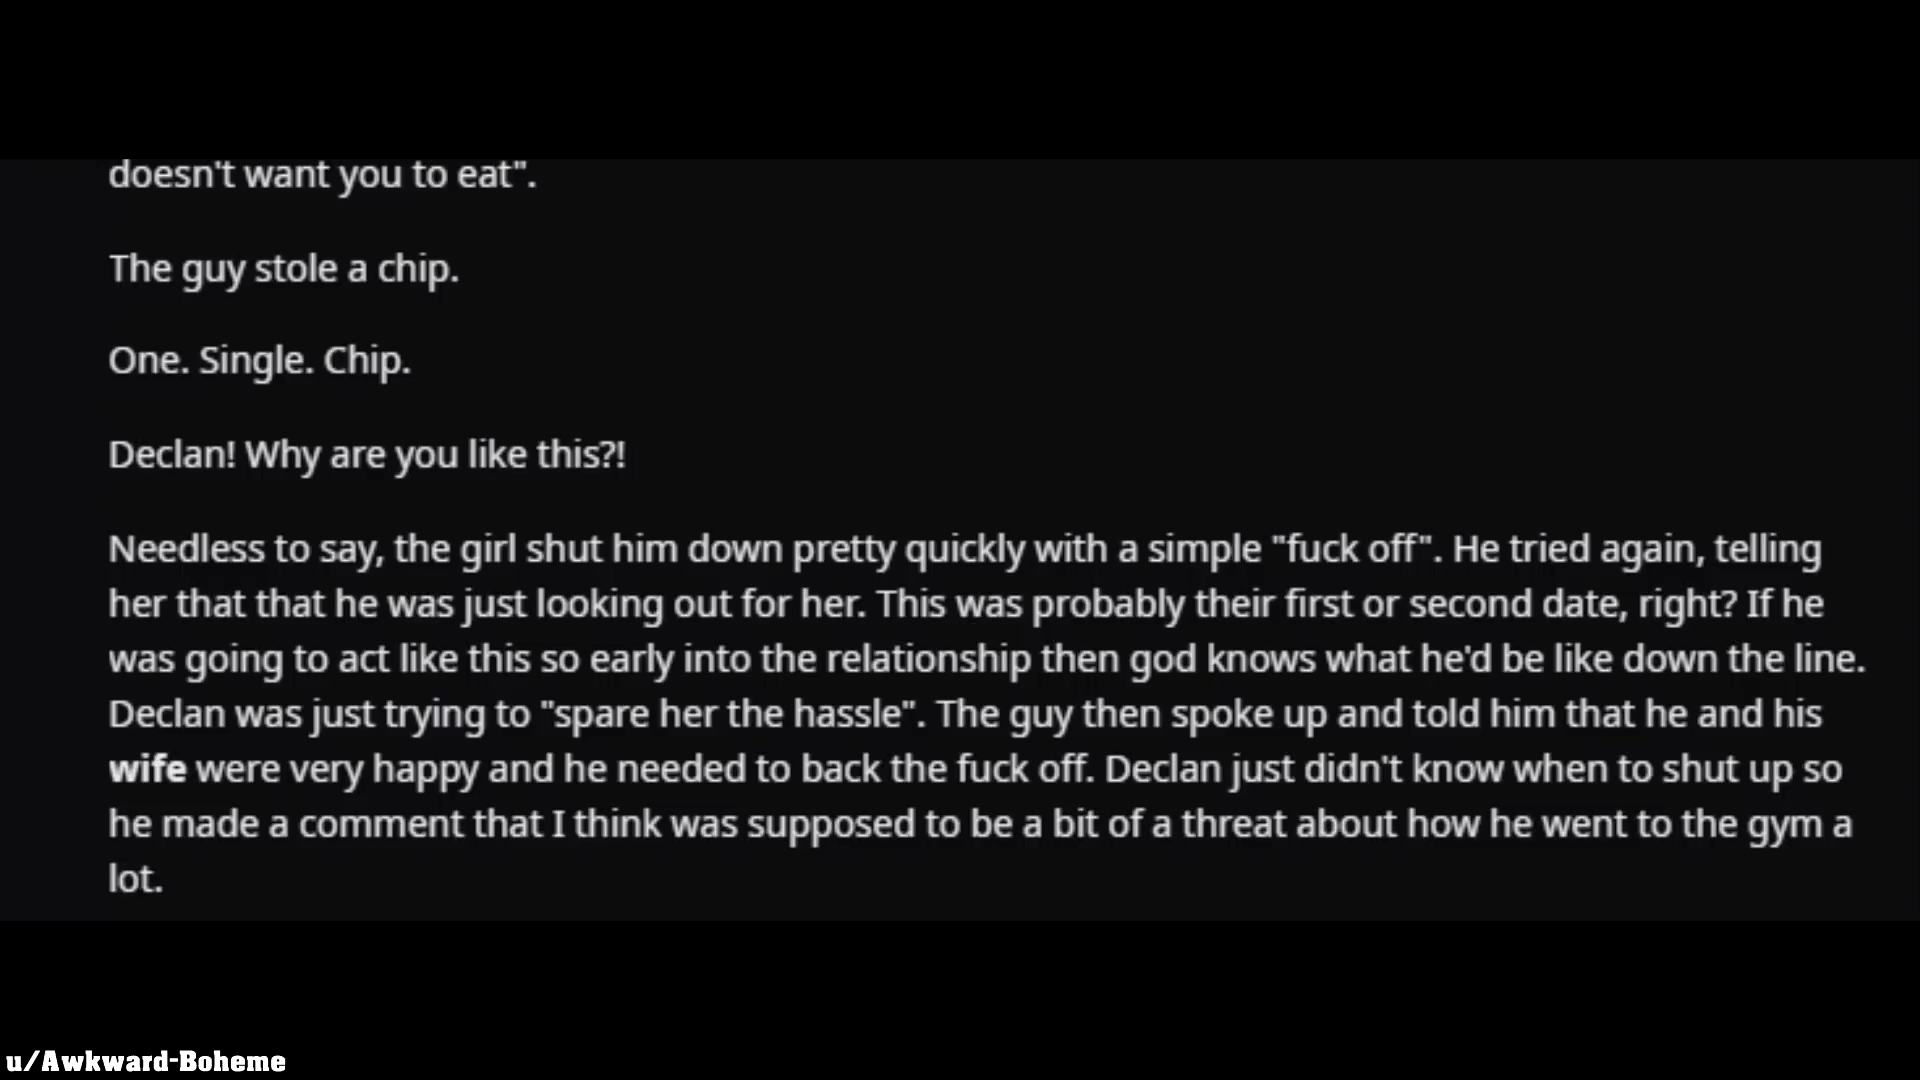 doesn't want you to eat".
The guy stole a chip.
One. Single. Chip.
Declan! Why are you like this?!
Needless to say, the girl shut him down pretty quickly with a simple "fuck off". He tried again, telling
her that that he was just looking out for her. This was probably their first or second date, right? If he
was going to act like this so early into the relationship then god knows what he'd be like down the line.
Declan was just trying to "spare her the hassle". The guy then spoke up and told him that he and his
wife were very happy and he needed to back the fuck off. Declan just didn't know when to shut up so
he made a comment that I think was supposed to be a bit of a threat about how he went to the gym a
lot.
u/Awkward-Boheme